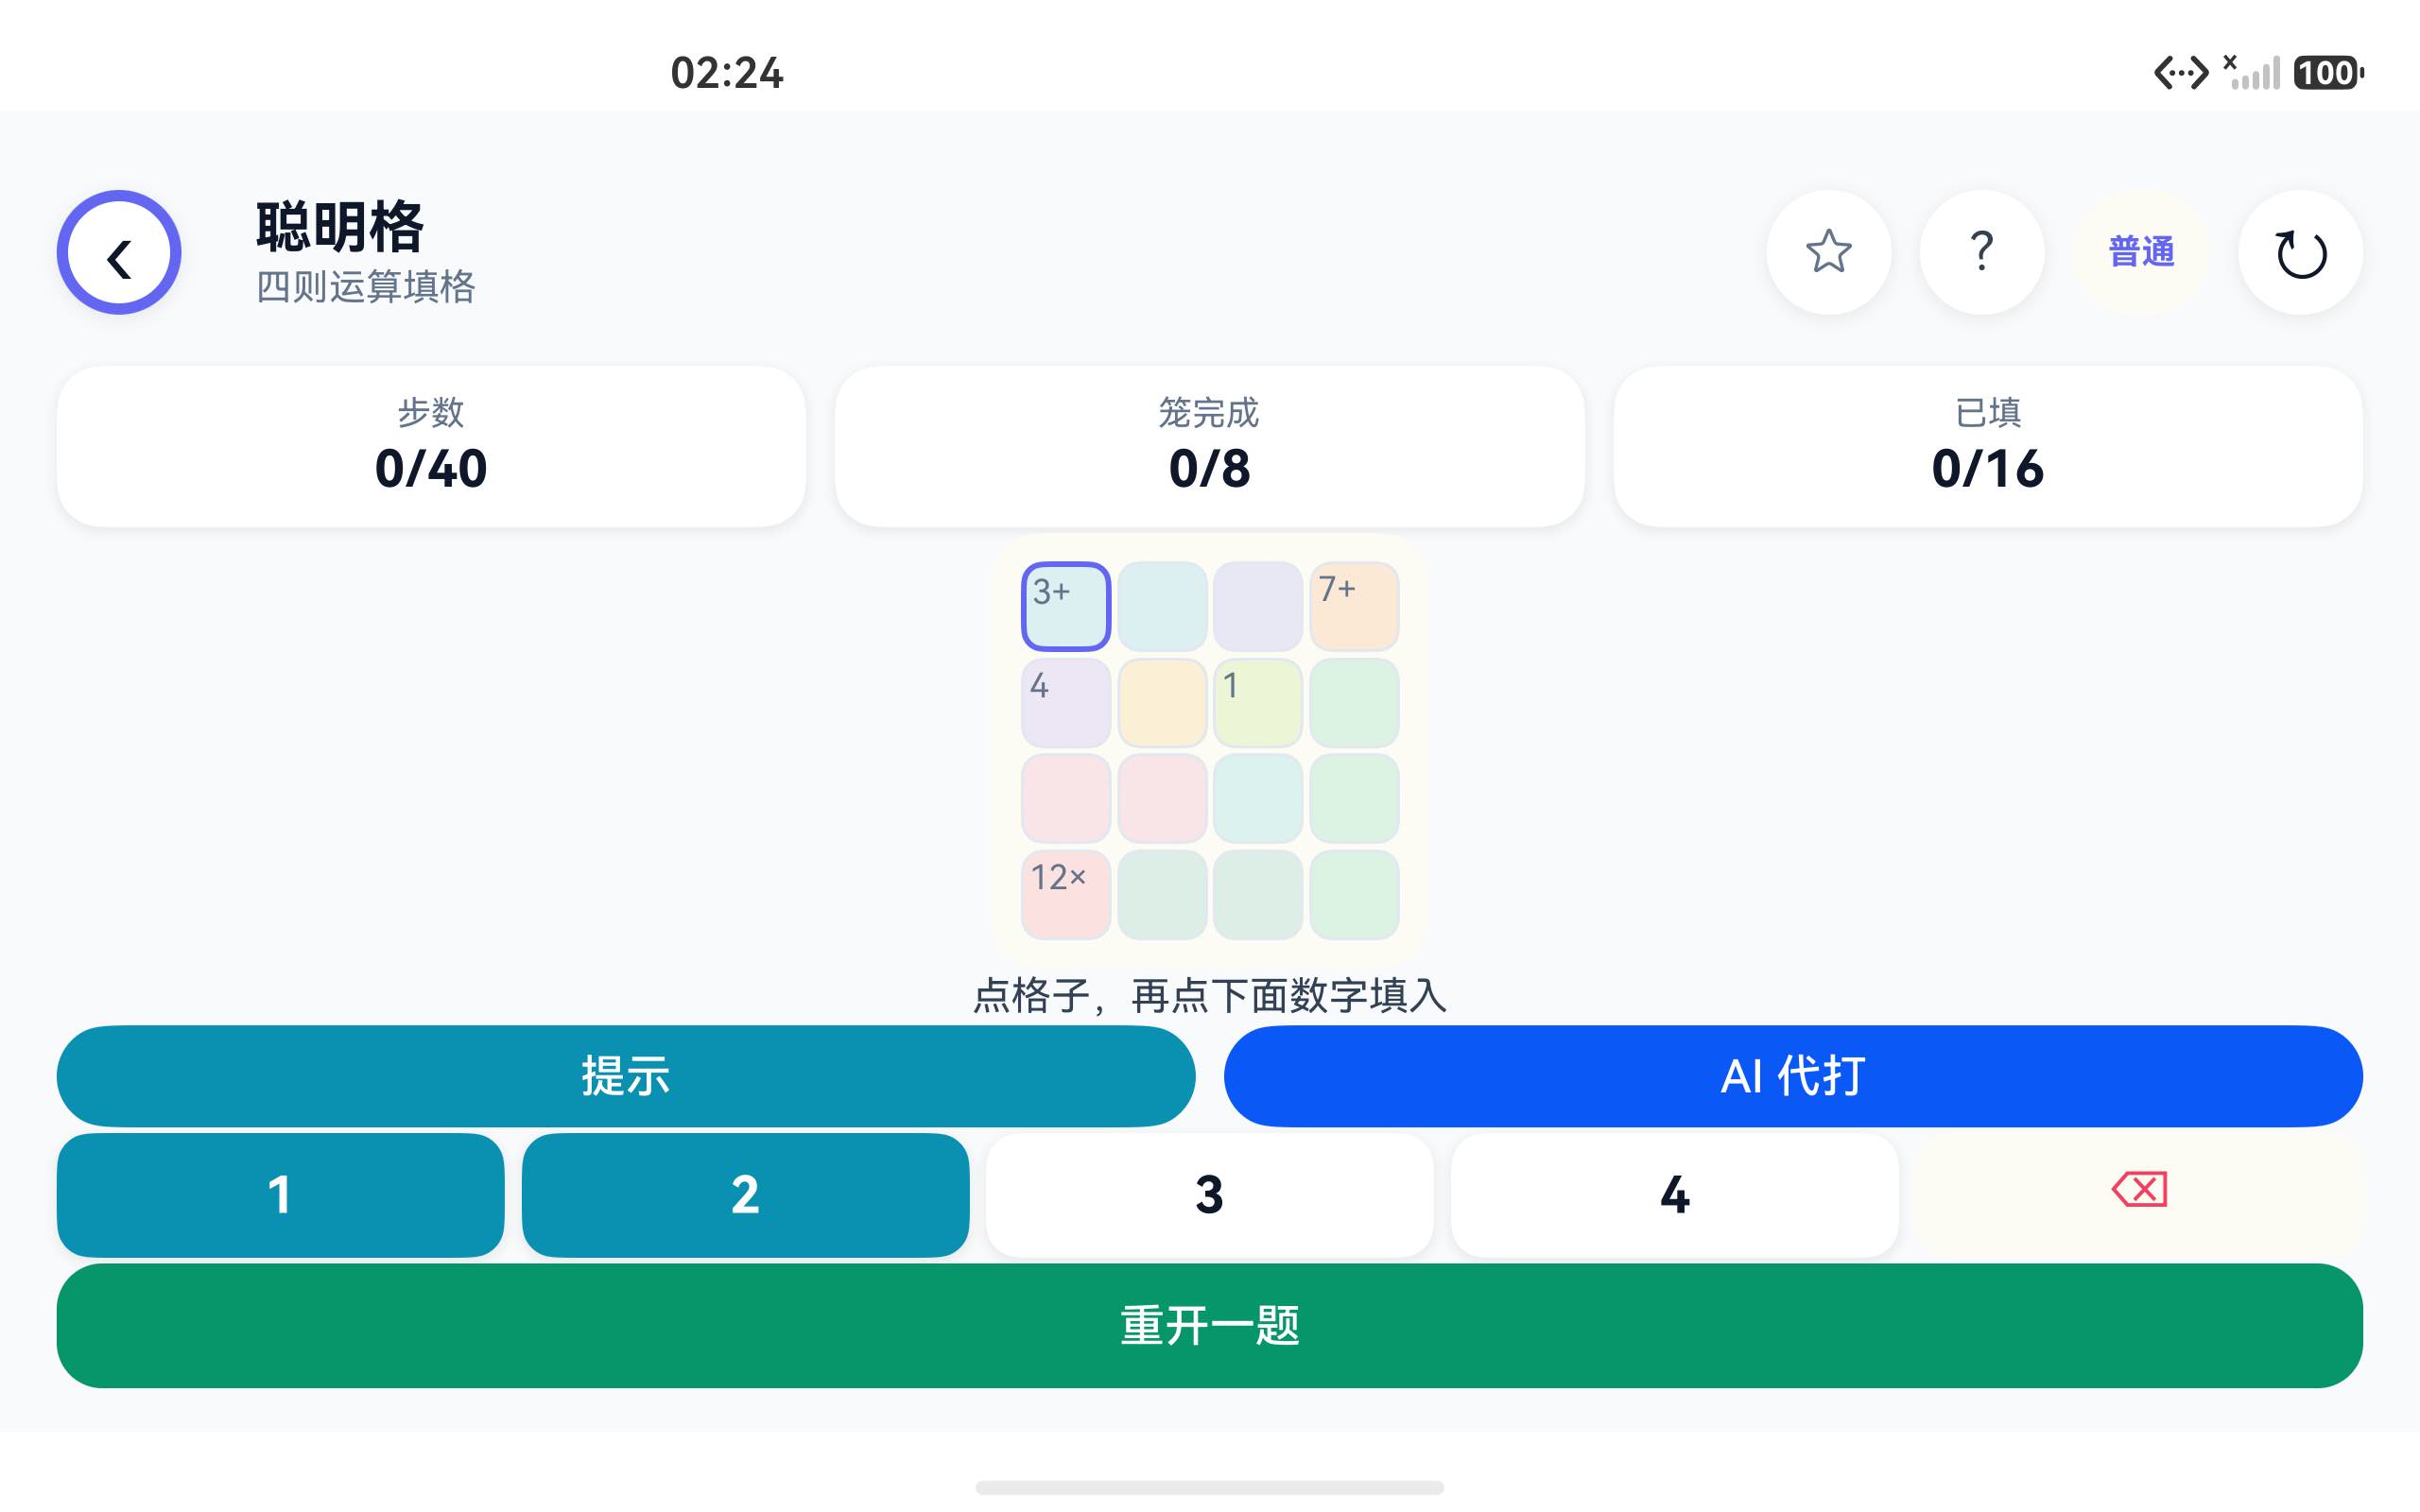 02:24
100
聪明格
四则运算填格
?
普通
步数
0/40
笼完成
0/8
已填
0/16
3+
7+
4
1
12×
点格子，再点下面数字填入
提示
AI 代打
1
2
3
4
重开一题